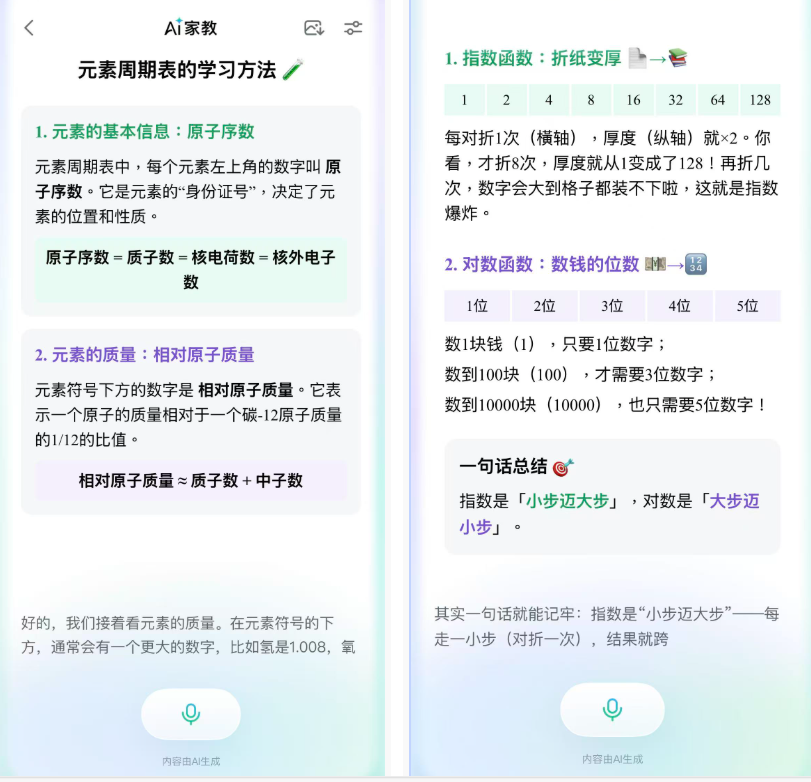 Ai家教
元素周期表的学习方法
1. 元素的基本信息：原子序数
元素周期表中，每个元素左上角的数字叫 原
子序数。它是元素的“身份证号”，决定了元
素的位置和性质。
原子序数 = 质子数 = 核电荷数 = 核外电子
数
2. 元素的质量：相对原子质量
元素符号下方的数字是 相对原子质量。它表
示一个原子的质量相对于一个碳-12原子质量
的1/12的比值。
相对原子质量 ≈ 质子数 + 中子数
好的，我们接着看元素的质量。在元素符号的下
方，通常会有一个更大的数字，比如氢是1.008，氧
内容由AI生成
1. 指数函数：折纸变厚 📄→📚
1 2 4 8 16 32 64 128
每对折1次（横轴），厚度（纵轴）就×2。你
看，才折8次，厚度就从1变成了128！再折几
次，数字会大到格子都装不下啦，这就是指数
爆炸。
2. 对数函数：数钱的位数 💵→🔢
1位 2位 3位 4位 5位
数1块钱（1），只要1位数字；
数到100块（100），才需要3位数字；
数到10000块（10000），也只需要5位数字！
一句话总结 🎯
指数是「小步迈大步」，对数是「大步迈
小步」。
其实一句话就能记牢：指数是“小步迈大步”——每
走一小步（对折一次），结果就跨
内容由AI生成